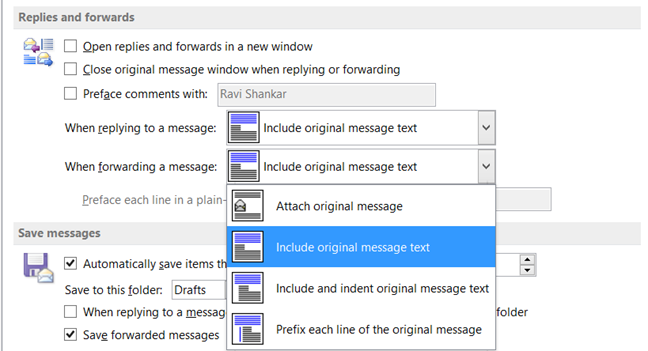 Replies and forwards
Open replies and forwards in a new window
Close original message window when replying or forwarding
Preface comments with: Ravi Shankar
When replying to a message: Include original message text
When forwarding a message: Include original message text
Preface each line in a plain-
Attach original message
Include original message text
Include and indent original message text
Prefix each line of the original message
Save messages
Automatically save items th
Save to this folder: Drafts
When replying to a messa folder
Save forwarded messages